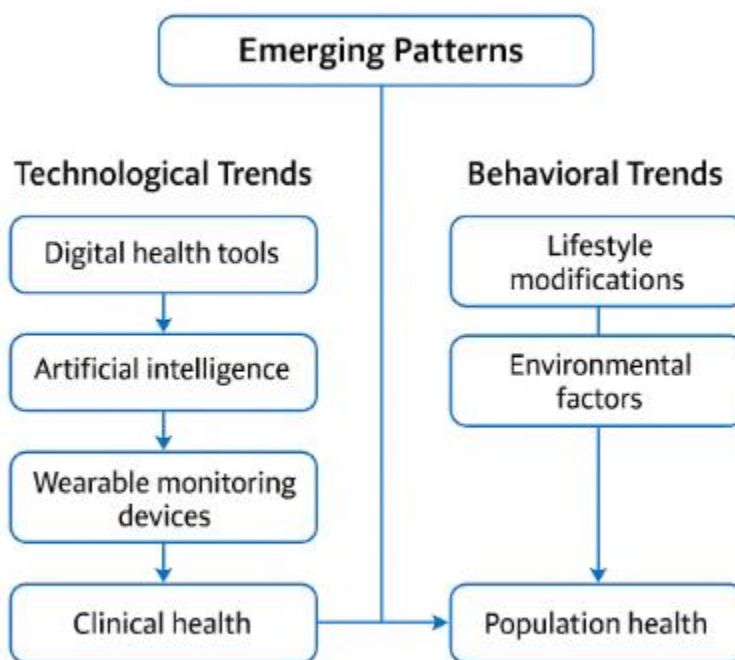 Emerging Patterns
Technological Trends
Digital health tools
Artificial intelligence
Wearable monitoring
devices
Clinical health
Behavioral Trends
Lifestyle
modifications
Environmental
factors
Population health